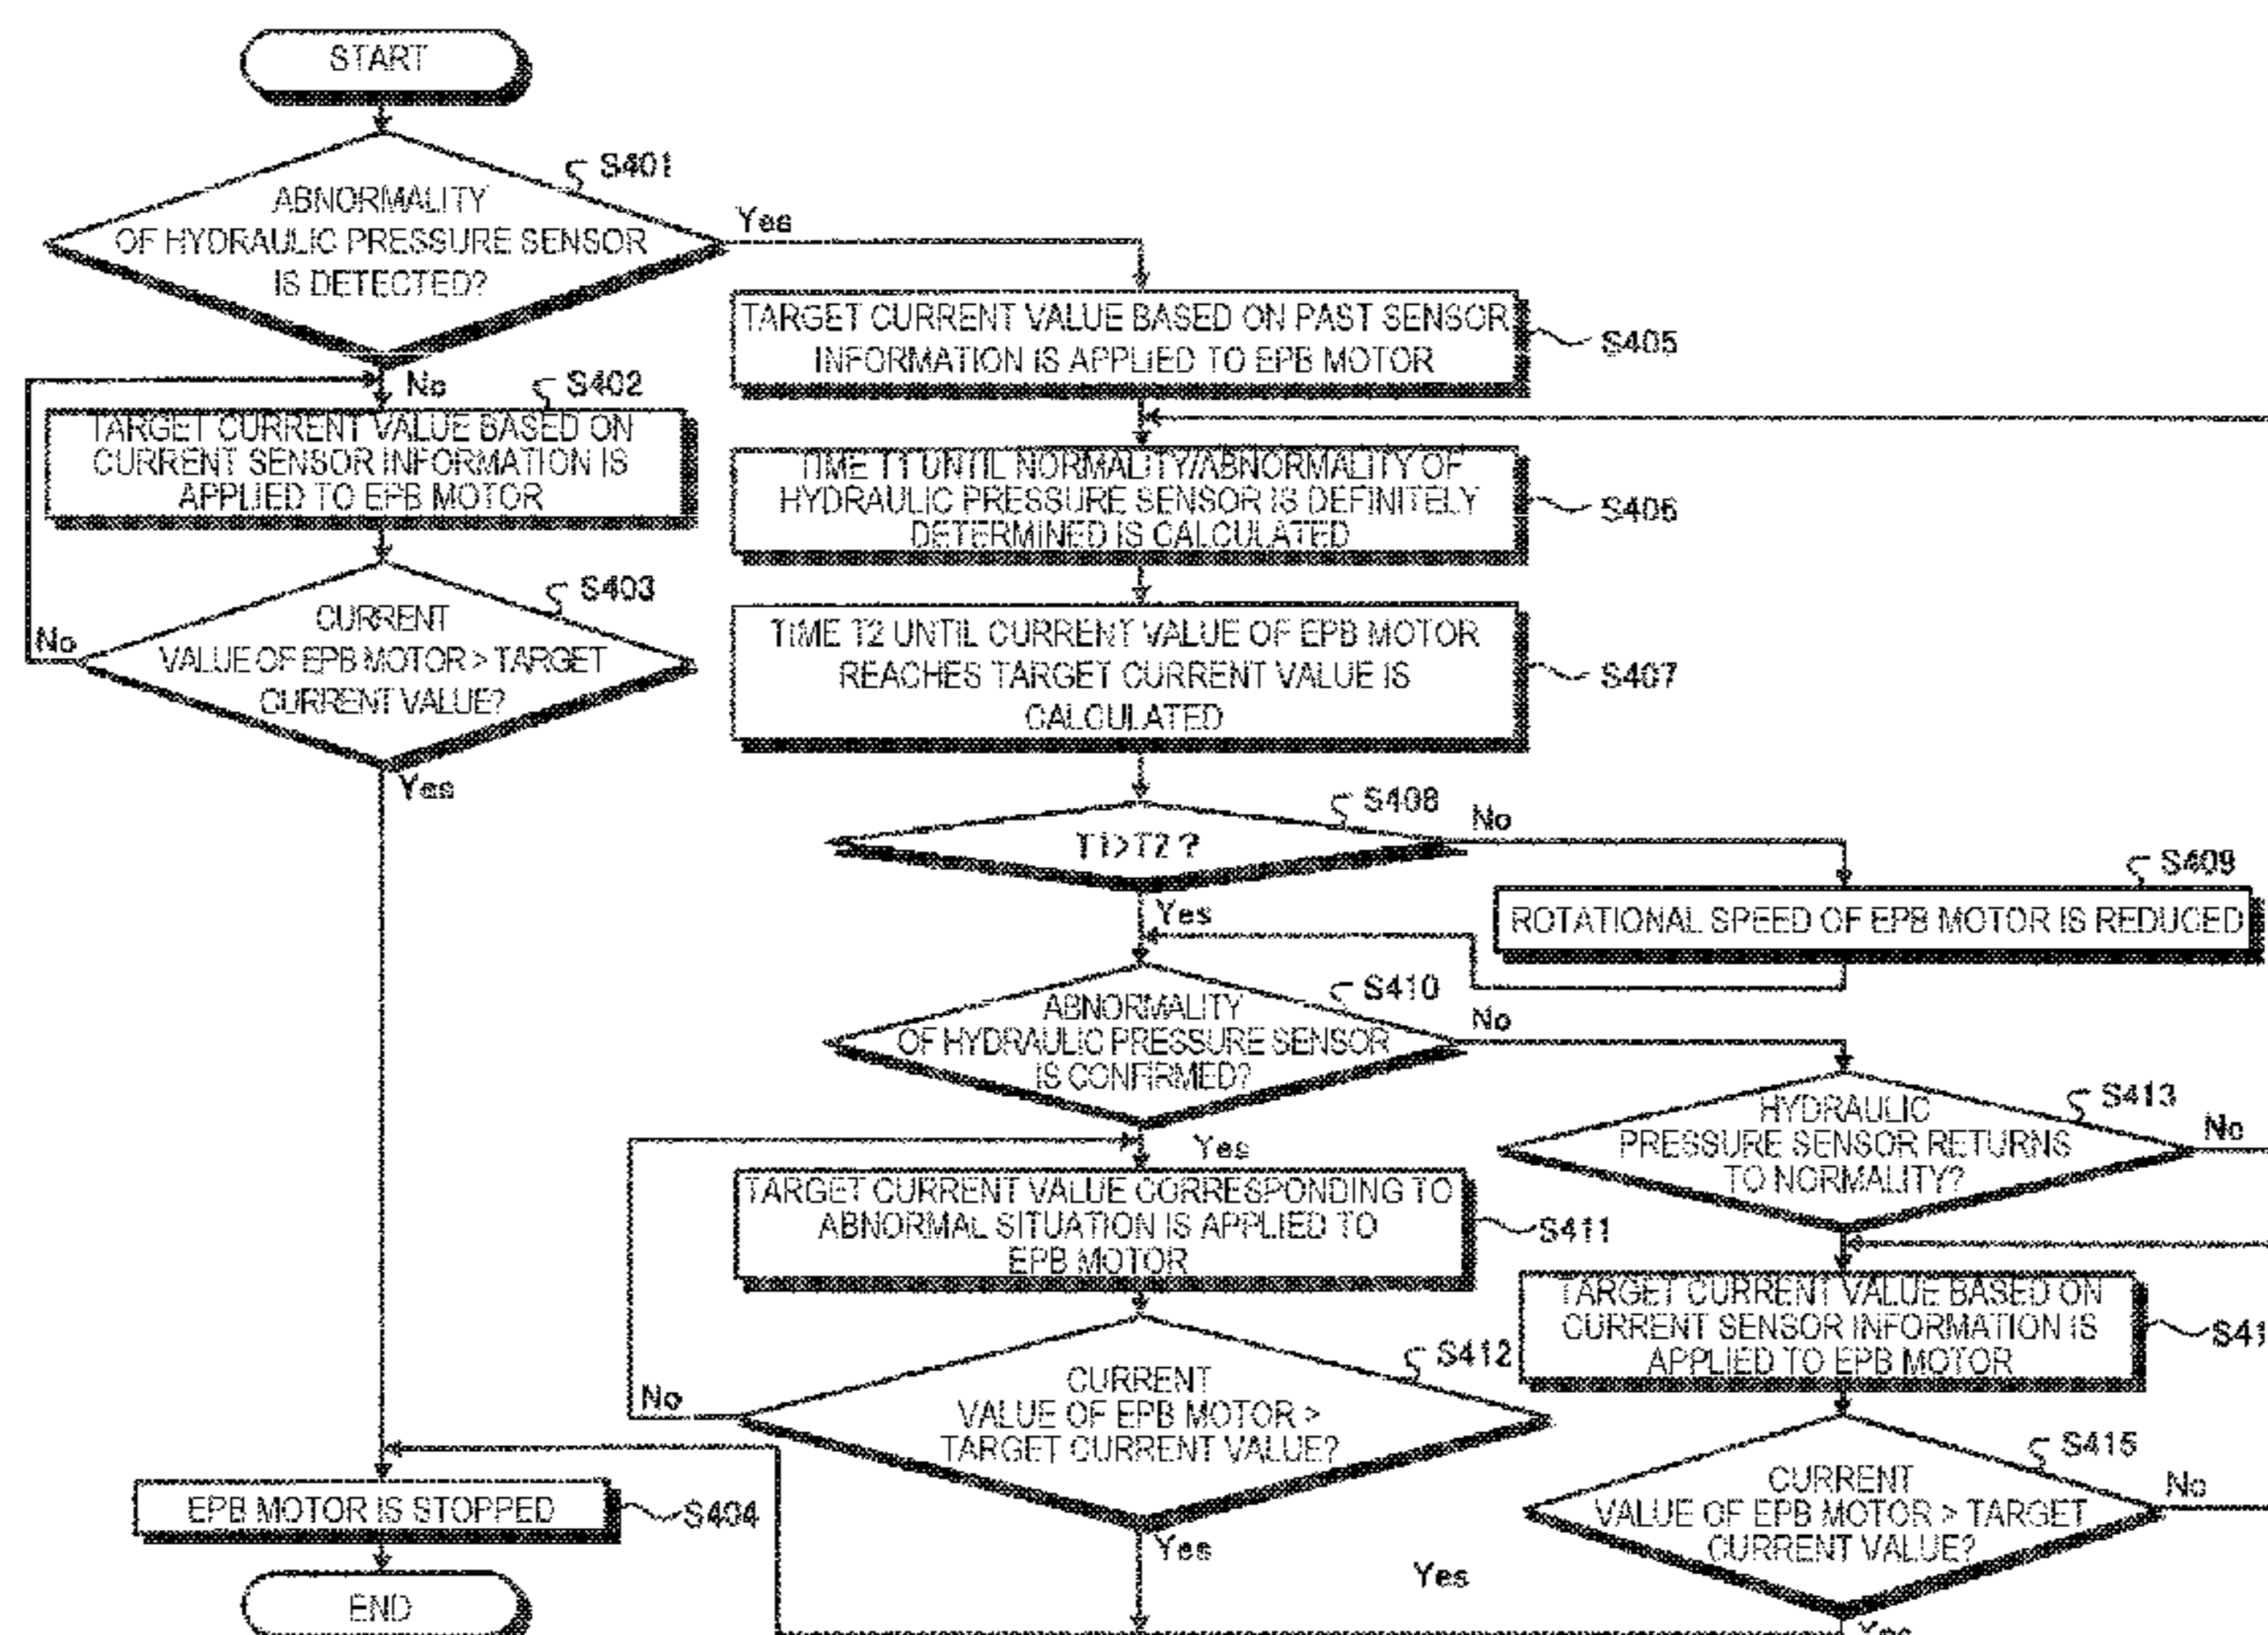 START
S401
ABNORMALITY
OF HYDRAULIC PRESSURE SENSOR
IS DETECTED?
Yes
No
S402
TARGET CURRENT VALUE BASED ON
CURRENT SENSOR INFORMATION IS
APPLIED TO EPB MOTOR
S403
CURRENT
VALUE OF EPB MOTOR > TARGET
CURRENT VALUE?
No
Yes
TARGET CURRENT VALUE BASED ON PAST SENSOR
INFORMATION IS APPLIED TO EPB MOTOR
S405
TIME T1 UNTIL NORMALITY/ABNORMALITY OF
HYDRAULIC PRESSURE SENSOR IS DEFINITELY
DETERMINED IS CALCULATED
S406
TIME T2 UNTIL CURRENT VALUE OF EPB MOTOR
REACHES TARGET CURRENT VALUE IS
CALCULATED
S407
S408
T1>T2 ?
No
Yes
S409
ROTATIONAL SPEED OF EPB MOTOR IS REDUCED
S410
ABNORMALITY
OF HYDRAULIC PRESSURE SENSOR
IS CONFIRMED?
No
Yes
TARGET CURRENT VALUE CORRESPONDING TO
ABNORMAL SITUATION IS APPLIED TO
EPB MOTOR
S411
S412
CURRENT
VALUE OF EPB MOTOR >
TARGET CURRENT VALUE?
No
Yes
S413
HYDRAULIC
PRESSURE SENSOR RETURNS
TO NORMALITY?
No
TARGET CURRENT VALUE BASED ON
CURRENT SENSOR INFORMATION IS
APPLIED TO EPB MOTOR
S41
S415
CURRENT
VALUE OF EPB MOTOR > TARGET
CURRENT VALUE?
No
Yes
Yes
EPB MOTOR IS STOPPED
S404
END